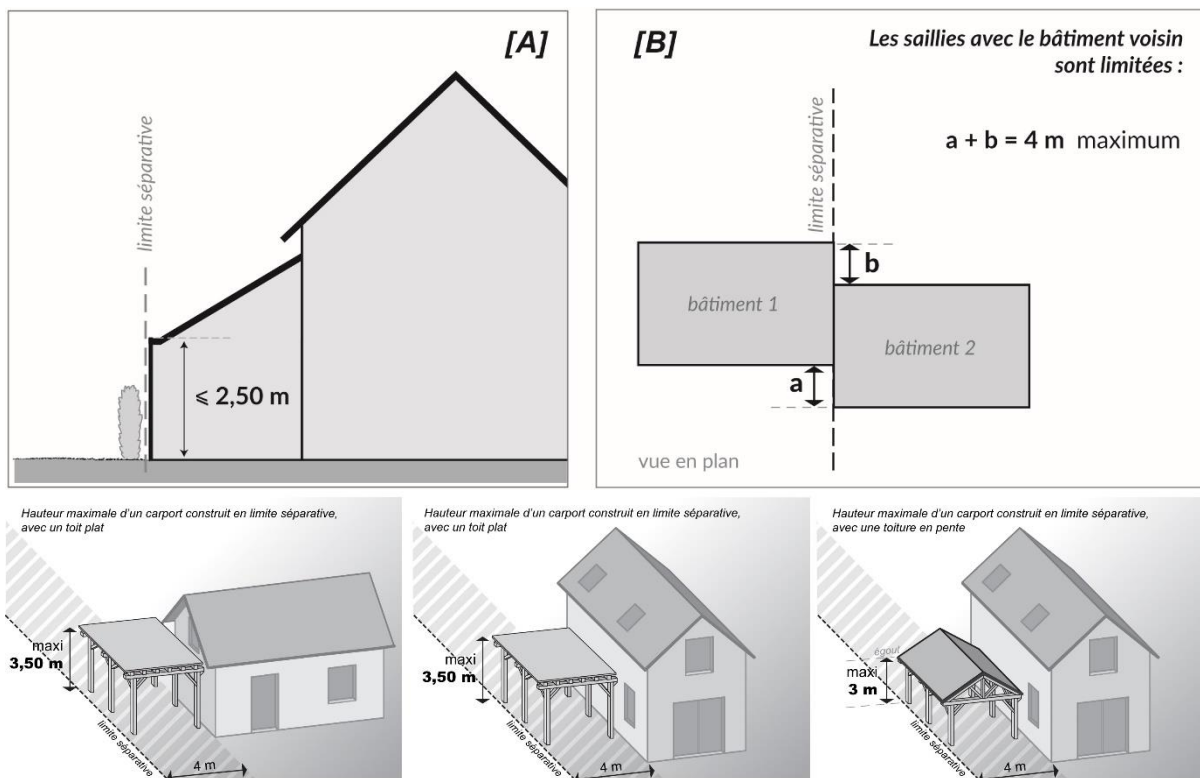 [A]
limite séparative
⩽ 2,50 m
[B]
Les saillies avec le bâtiment voisin
sont limitées :
limite séparative
a + b = 4 m maximum
b
bâtiment 1
bâtiment 2
a
vue en plan
Hauteur maximale d'un carport construit en limite séparative,
avec un toit plat
maxi
3,50 m
limite séparative
4 m
Hauteur maximale d'un carport construit en limite séparative,
avec un toit plat
maxi
3,50 m
limite séparative
4 m
Hauteur maximale d'un carport construit en limite séparative,
avec une toiture en pente
égout
maxi
3 m
limite séparative
4 m